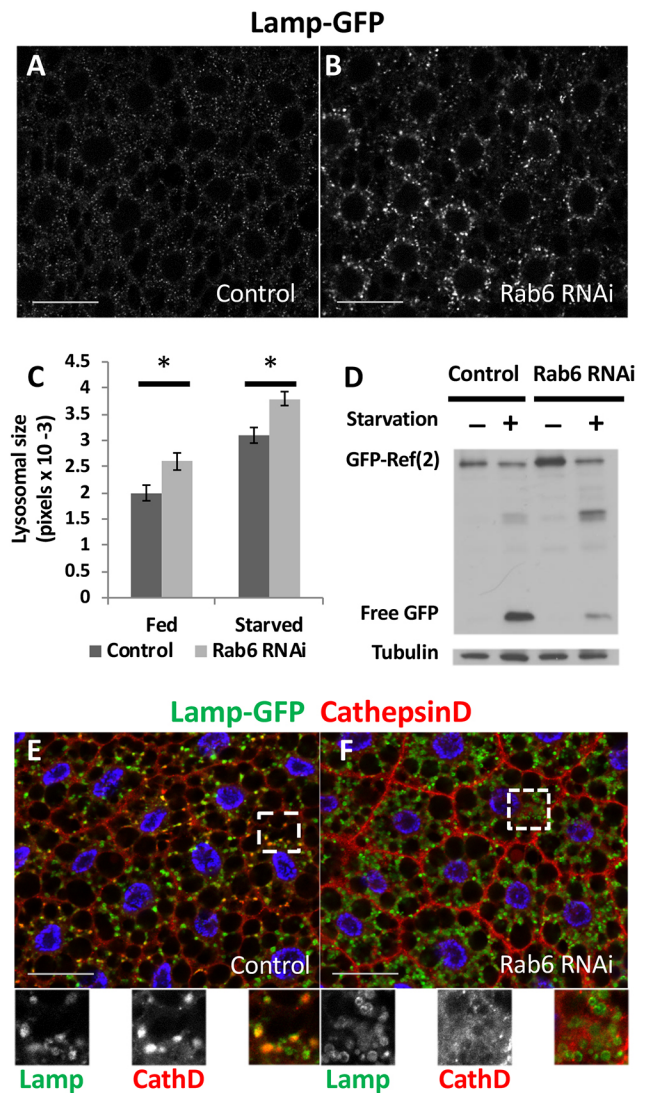 Lamp-GFP
A
B
Control
Rab6 RNAi
C
Lysosomal size
(pixels x 10 -3)
4.5
4
3.5
3
2.5
2
1.5
1
0.5
0
*
*
Fed
Starved
Control
Rab6 RNAi
D
Control
Rab6 RNAi
Starvation
– + – +
GFP-Ref(2)
Free GFP
Tubulin
Lamp-GFP CathepsinD
E
F
Control
Rab6 RNAi
Lamp
CathD
Lamp
CathD